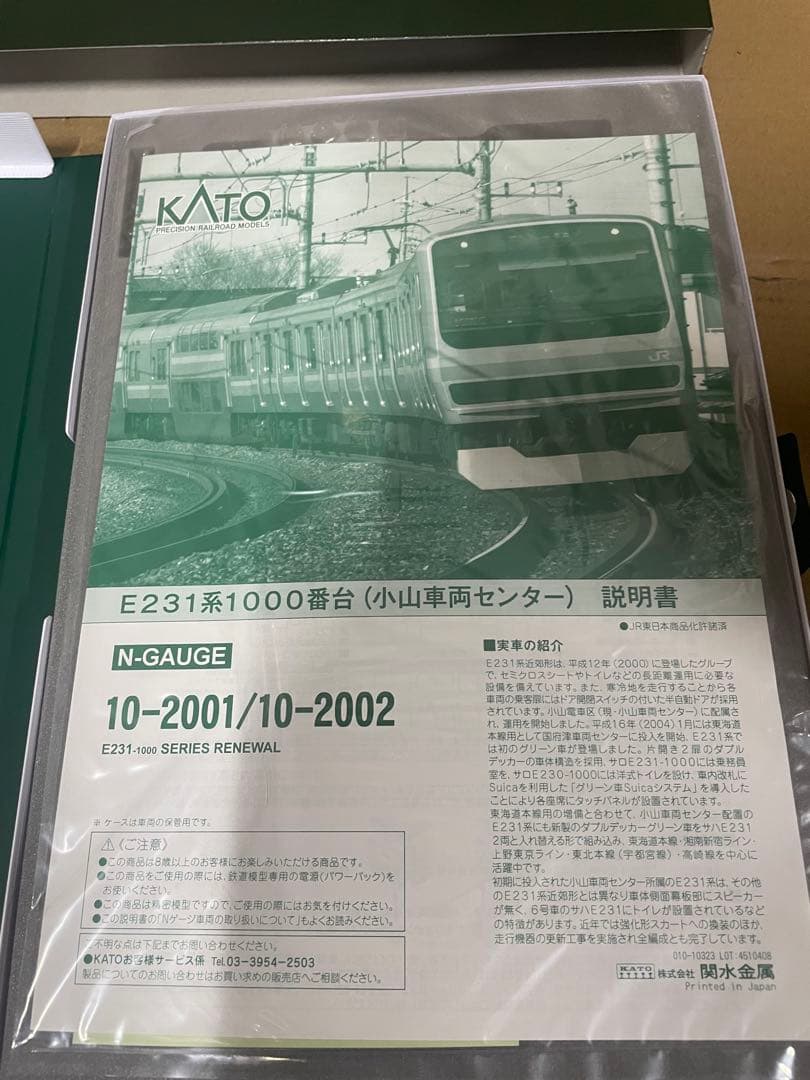 KATO
PRECISION RAILROAD MODELS
JR
E231系1000番台(小山車両センター) 説明書
●JR東日本商品化許諾済
N-GAUGE
10-2001/10-2002
E231-1000 SERIES RENEWAL
※ ケースは車両の保管用です。
⚠〈ご注意〉
●この商品は8歳以上のお客様にお楽しみいただける商品です。
●この商品をご使用の際には、鉄道模型専用の電源(パワーパック)を
お使いください。
●この商品は精密模型ですので、ご使用の際にはお気を付けください。
●この説明書の「Nゲージ車両の取り扱いについて」もよくお読みください。
ご不明な点は下記までお問い合わせください。
●KATOお客様サービス係 Tel.03-3954-2503
製品についてのお問い合わせはお買い求めの販売店へご相談ください。
■実車の紹介
E231系近郊形は、平成12年(2000)に登場したグループ
で、セミクロスシートやトイレなどの長距離運用に必要な
設備を備えています。また、寒冷地を走行することから各
車両の乗客扉にはドア開閉スイッチの付いた半自動ドアが採用
されています。小山電車区(現・小山車両センター)に配属さ
れ、運用を開始しました。平成16年(2004)1月には東海道
本線用として国府津車両センターに投入を開始、E231系で
は初のグリーン車が登場しました。片開き2扉のダブル
デッカーの車体構造を採用、サロE231-1000には乗務員
室を、サロE230-1000には洋式トイレを設け、車内改札に
Suicaを利用した「グリーン車Suicaシステム」を導入した
ことにより各座席にタッチパネルが設置されています。
東海道本線用の増備と合わせて、小山車両センター配置の
E231系にも新製のダブルデッカーグリーン車をサハE231
2両と入れ替える形で組み込み、東海道本線・湘南新宿ライン・
上野東京ライン・東北本線(宇都宮線)・高崎線を中心に
活躍中です。
初期に投入された小山車両センター所属のE231系は、その他
のE231系近郊形とは異なり車体側面幕板部にスピーカー
が無く、6号車のサハE231にトイレが設置されているなど
の特徴があります。近年では強化形スカートへの換装のほか、
走行機器の更新工事を実施され全編成とも完了しています。
010-10323 LOT:4510408
KATO 株式会社 関水金属
Printed in Japan